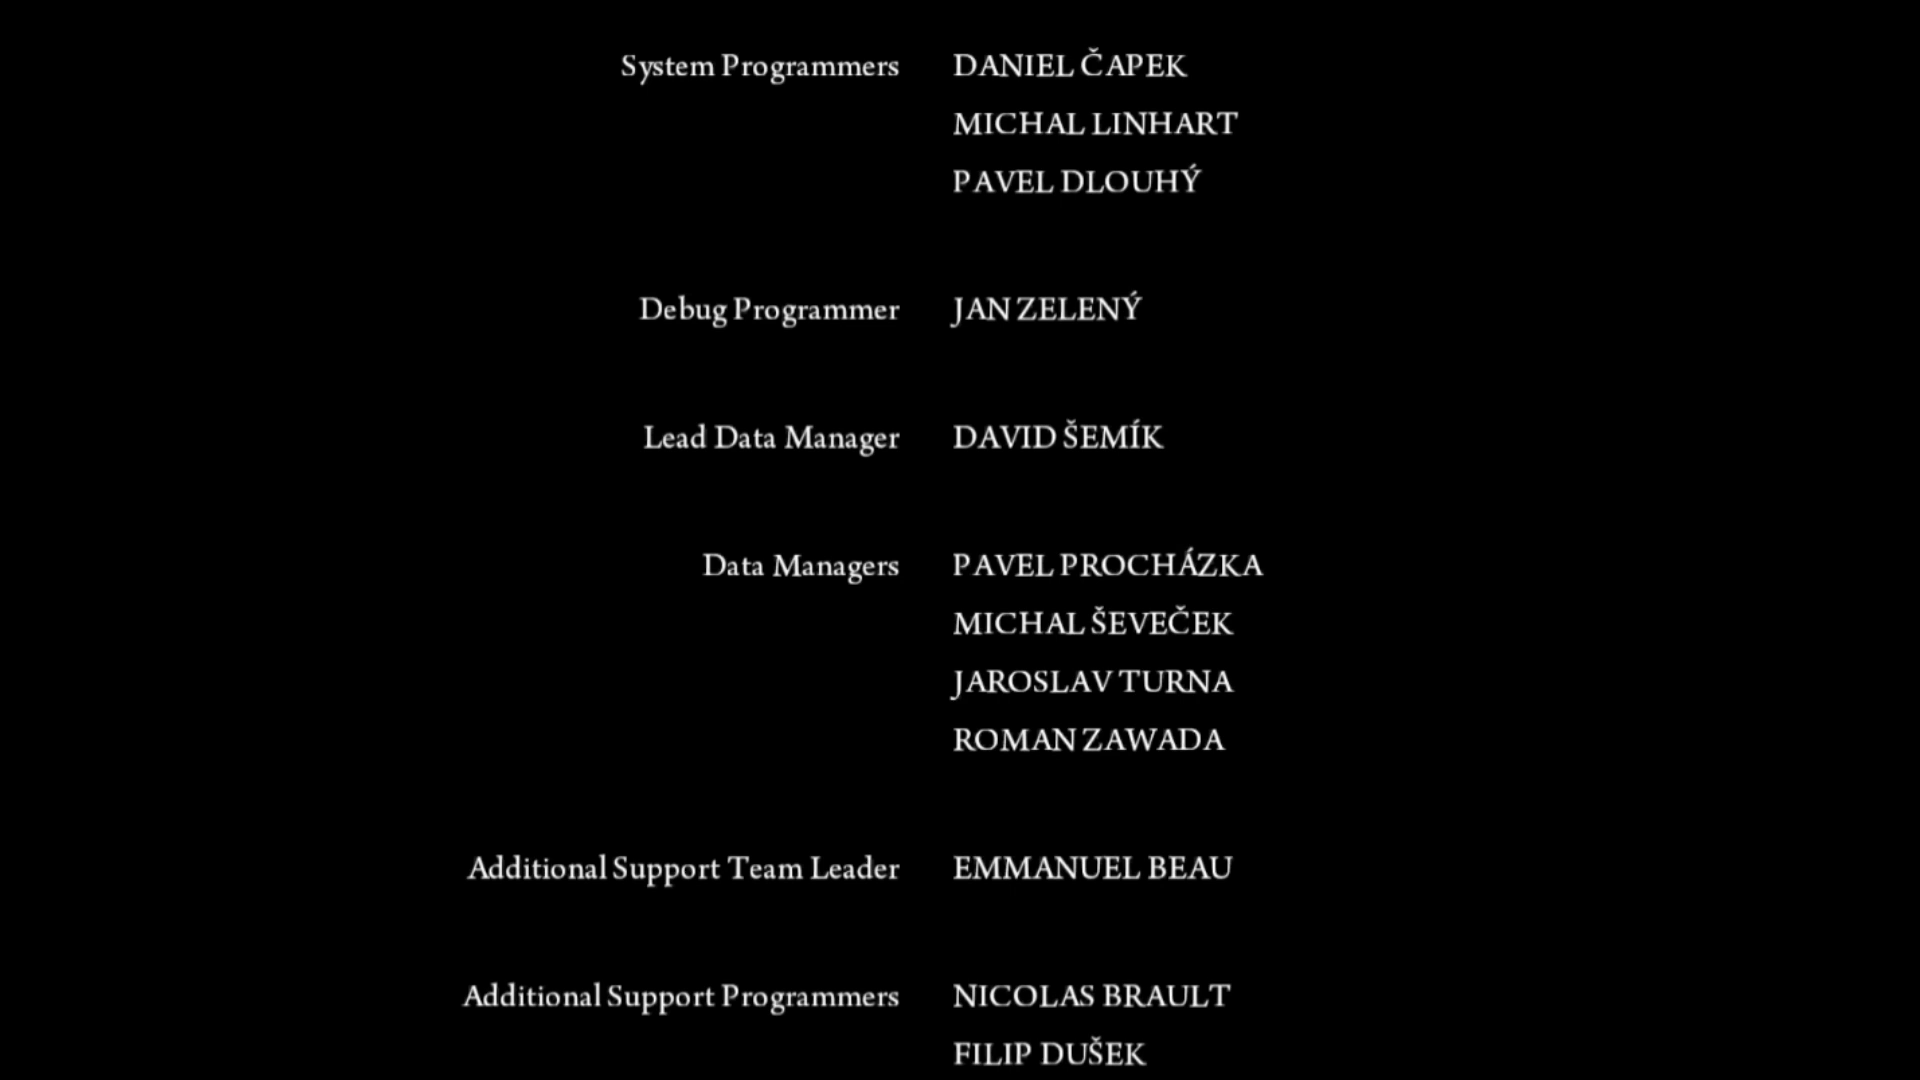 System Programmers DANIEL ČAPEK
MICHAL LINHART
PAVEL DLOUHÝ
Debug Programmer JAN ZELENÝ
Lead Data Manager DAVID ŠEMÍK
Data Managers PAVEL PROCHÁZKA
MICHAL ŠEVEČEK
JAROSLAV TURNA
ROMAN ZAWADA
Additional Support Team Leader EMMANUEL BEAU
Additional Support Programmers NICOLAS BRAULT
FILIP DUŠEK